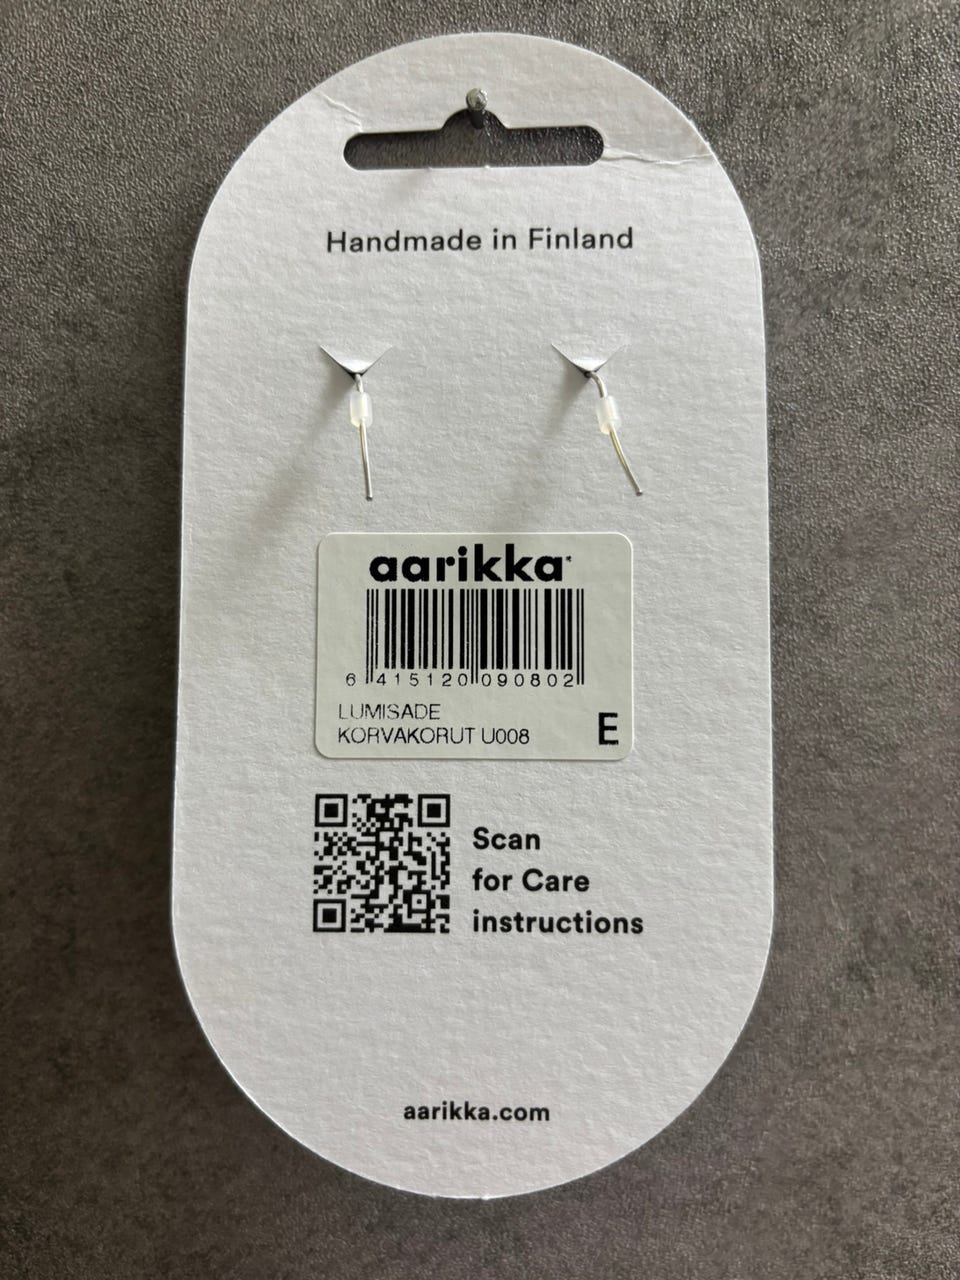 Handmade in Finland
aarikka
6 415120 090802
LUMISADE
KORVAKORUT U008
E
Scan
for Care
instructions
aarikka.com